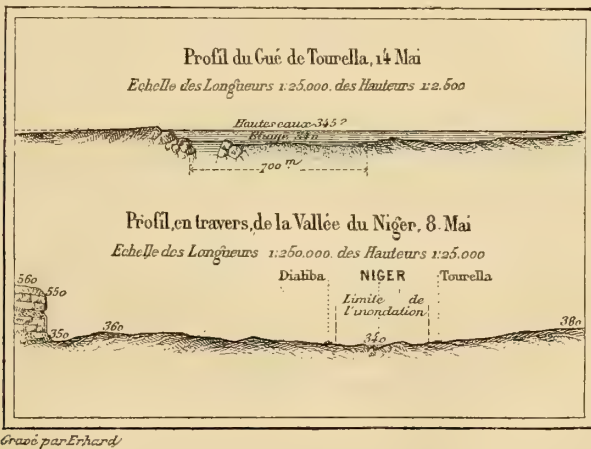 Profil du Gué de Tourella, 14 Mai
Echelle des Longueurs 1:25.000. des Hauteurs 1:2.500
Hautes eaux 345?
Etiage 340
700 m
Profil, en travers, de la Vallée du Niger, 8. Mai
Echelle des Longueurs 1:250.000. des Hauteurs 1:25.000
Dialiba NIGER Tourella
560
550
Limite de
l'inondation
350 360 340 380
Gravé par Erhard